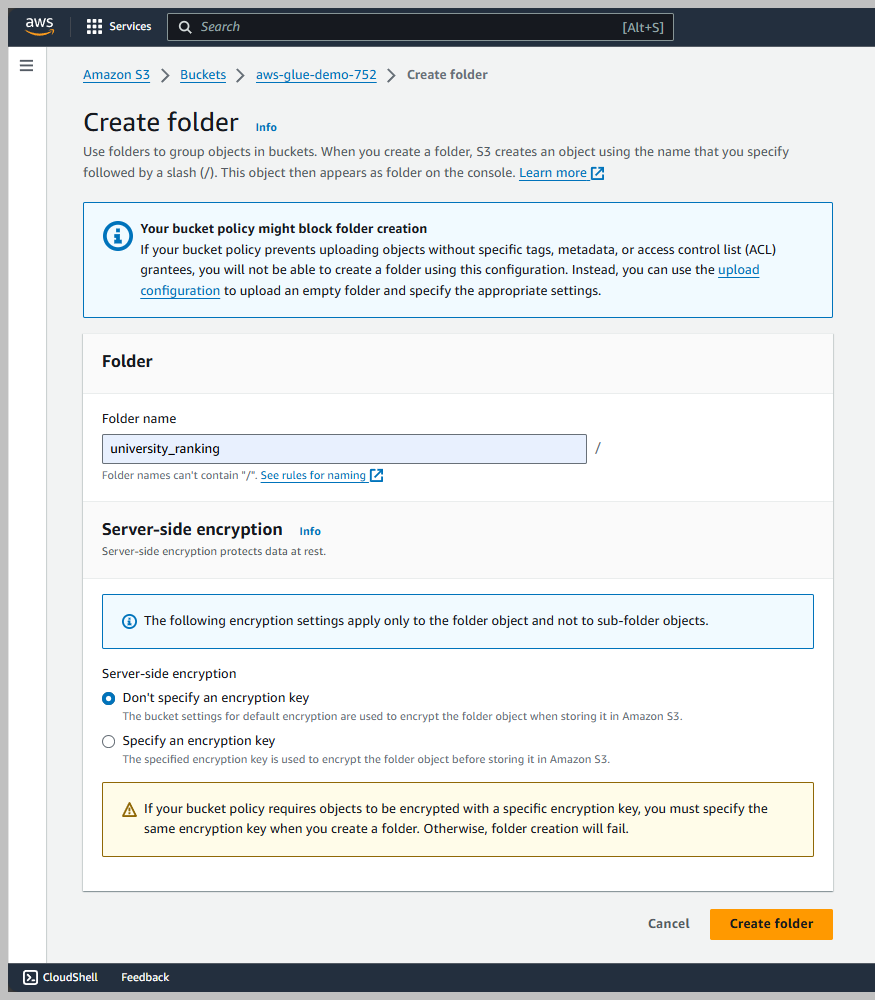 aws
Services
Search
[Alt+S]
Amazon S3 > Buckets > aws-glue-demo-752 > Create folder
Create folder Info
Use folders to group objects in buckets. When you create a folder, S3 creates an object using the name that you specify
followed by a slash (/). This object then appears as folder on the console. Learn more
Your bucket policy might block folder creation
If your bucket policy prevents uploading objects without specific tags, metadata, or access control list (ACL)
grantees, you will not be able to create a folder using this configuration. Instead, you can use the upload
configuration to upload an empty folder and specify the appropriate settings.
Folder
Folder name
university_ranking /
Folder names can't contain "/". See rules for naming
Server-side encryption Info
Server-side encryption protects data at rest.
The following encryption settings apply only to the folder object and not to sub-folder objects.
Server-side encryption
Don't specify an encryption key
The bucket settings for default encryption are used to encrypt the folder object when storing it in Amazon S3.
Specify an encryption key
The specified encryption key is used to encrypt the folder object before storing it in Amazon S3.
If your bucket policy requires objects to be encrypted with a specific encryption key, you must specify the
same encryption key when you create a folder. Otherwise, folder creation will fail.
Cancel
Create folder
CloudShell
Feedback